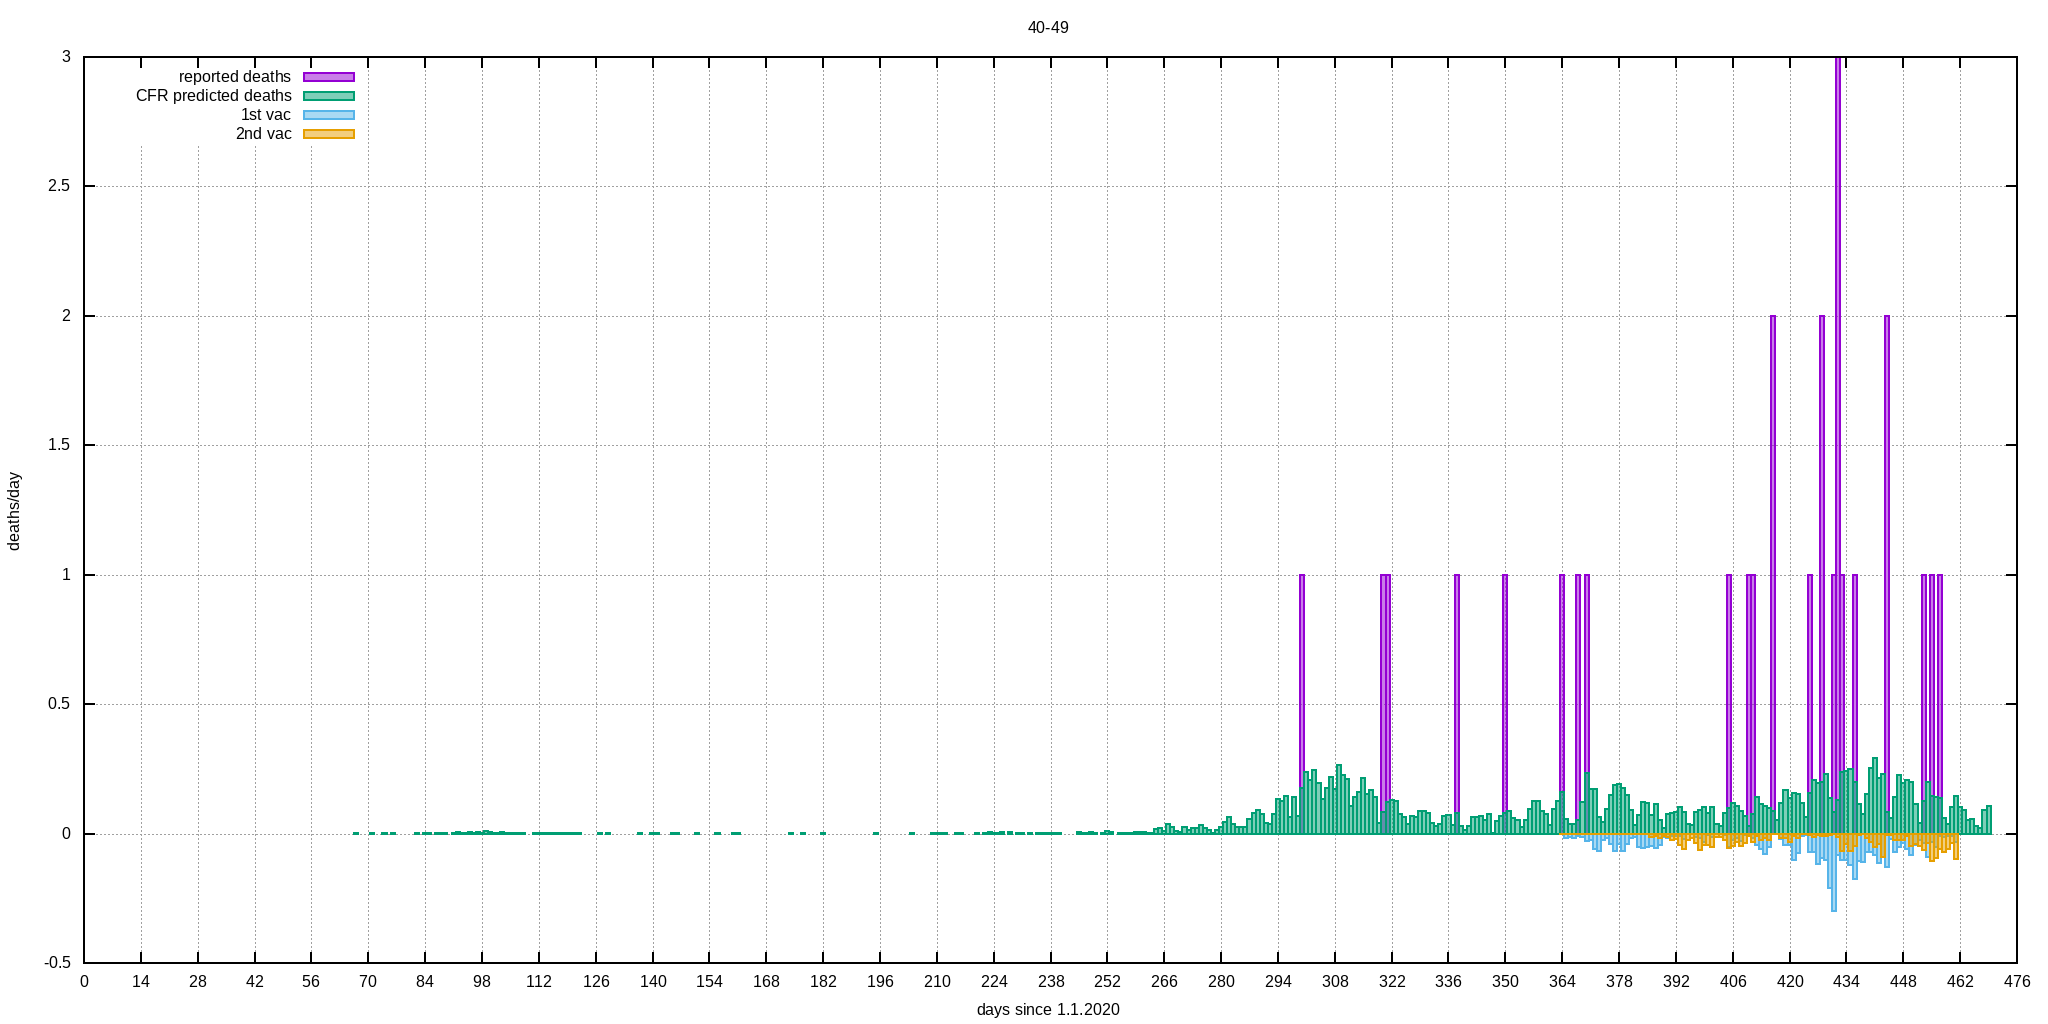 40-49
3
reported deaths
CFR predicted deaths
1st vac
2nd vac
2.5
2
1.5
1
0.5
0
-0.5
deaths/day
0 14 28 42 56 70 84 98 112 126 140 154 168 182 196 210 224 238 252 266 280 294 308 322 336 350 364 378 392 406 420 434 448 462 476
days since 1.1.2020